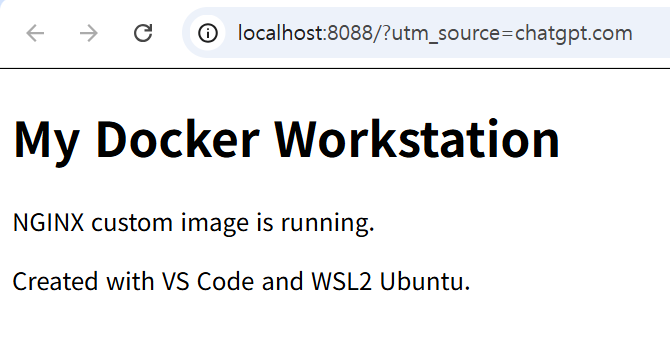 localhost:8088/?utm_source=chatgpt.com
My Docker Workstation
NGINX custom image is running.
Created with VS Code and WSL2 Ubuntu.